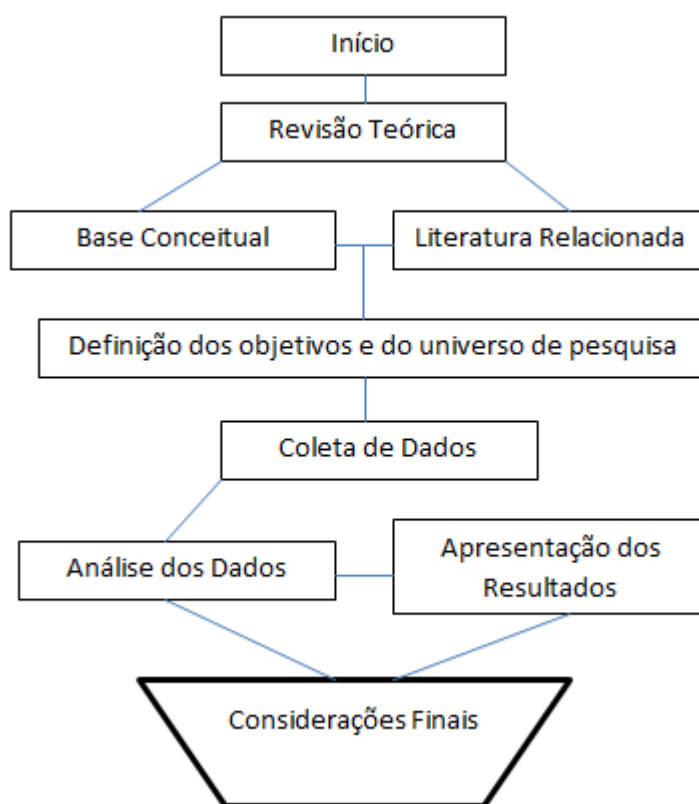 Início
Revisão Teórica
Base Conceitual
Literatura Relacionada
Definição dos objetivos e do universo de pesquisa
Coleta de Dados
Análise dos Dados
Apresentação dos
Resultados
Considerações Finais